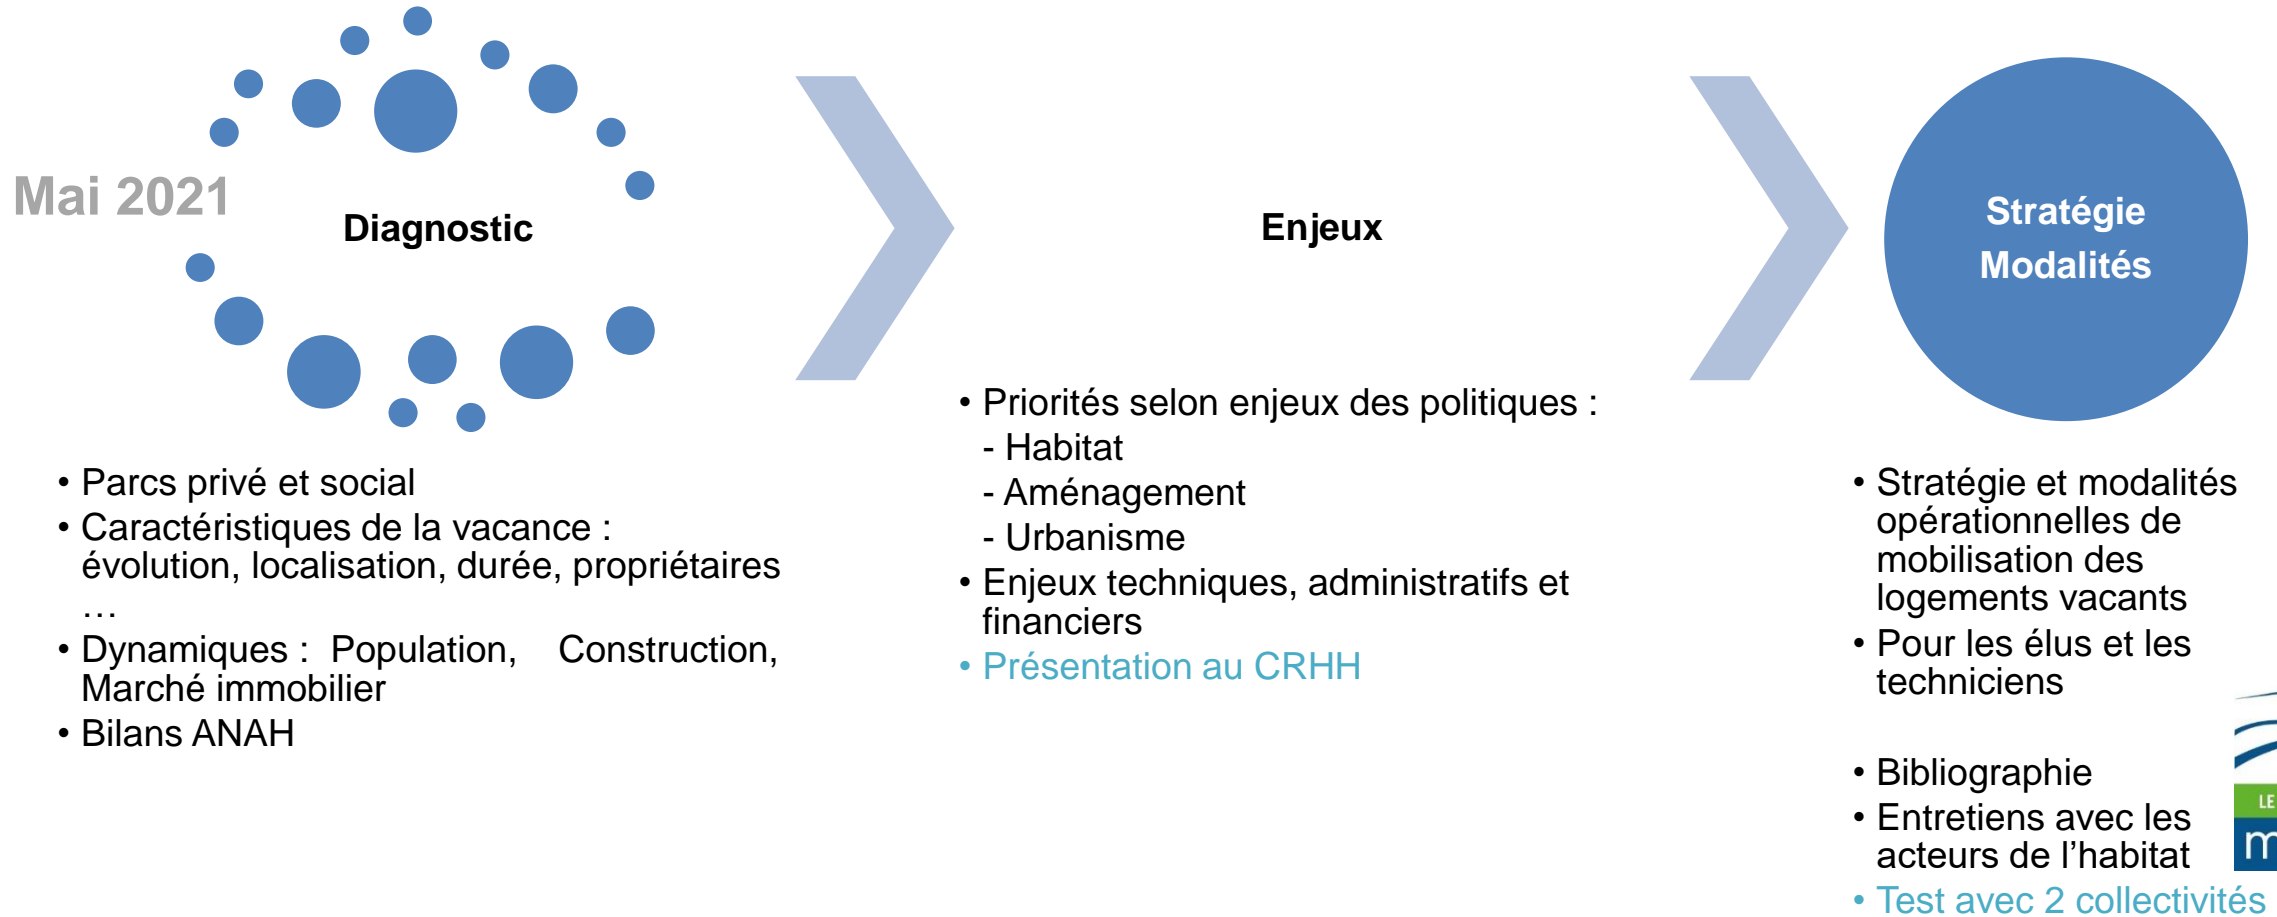 Mai 2021
Diagnostic
• Parcs privé et social
• Caractéristiques de la vacance :
évolution, localisation, durée, propriétaires
…
• Dynamiques : Population, Construction,
Marché immobilier
• Bilans ANAH
Enjeux
• Priorités selon enjeux des politiques :
- Habitat
- Aménagement
- Urbanisme
• Enjeux techniques, administratifs et
financiers
• Présentation au CRHH
Stratégie
Modalités
• Stratégie et modalités
opérationnelles de
mobilisation des
logements vacants
• Pour les élus et les
techniciens
• Bibliographie
• Entretiens avec les
acteurs de l’habitat
• Test avec 2 collectivités
LE